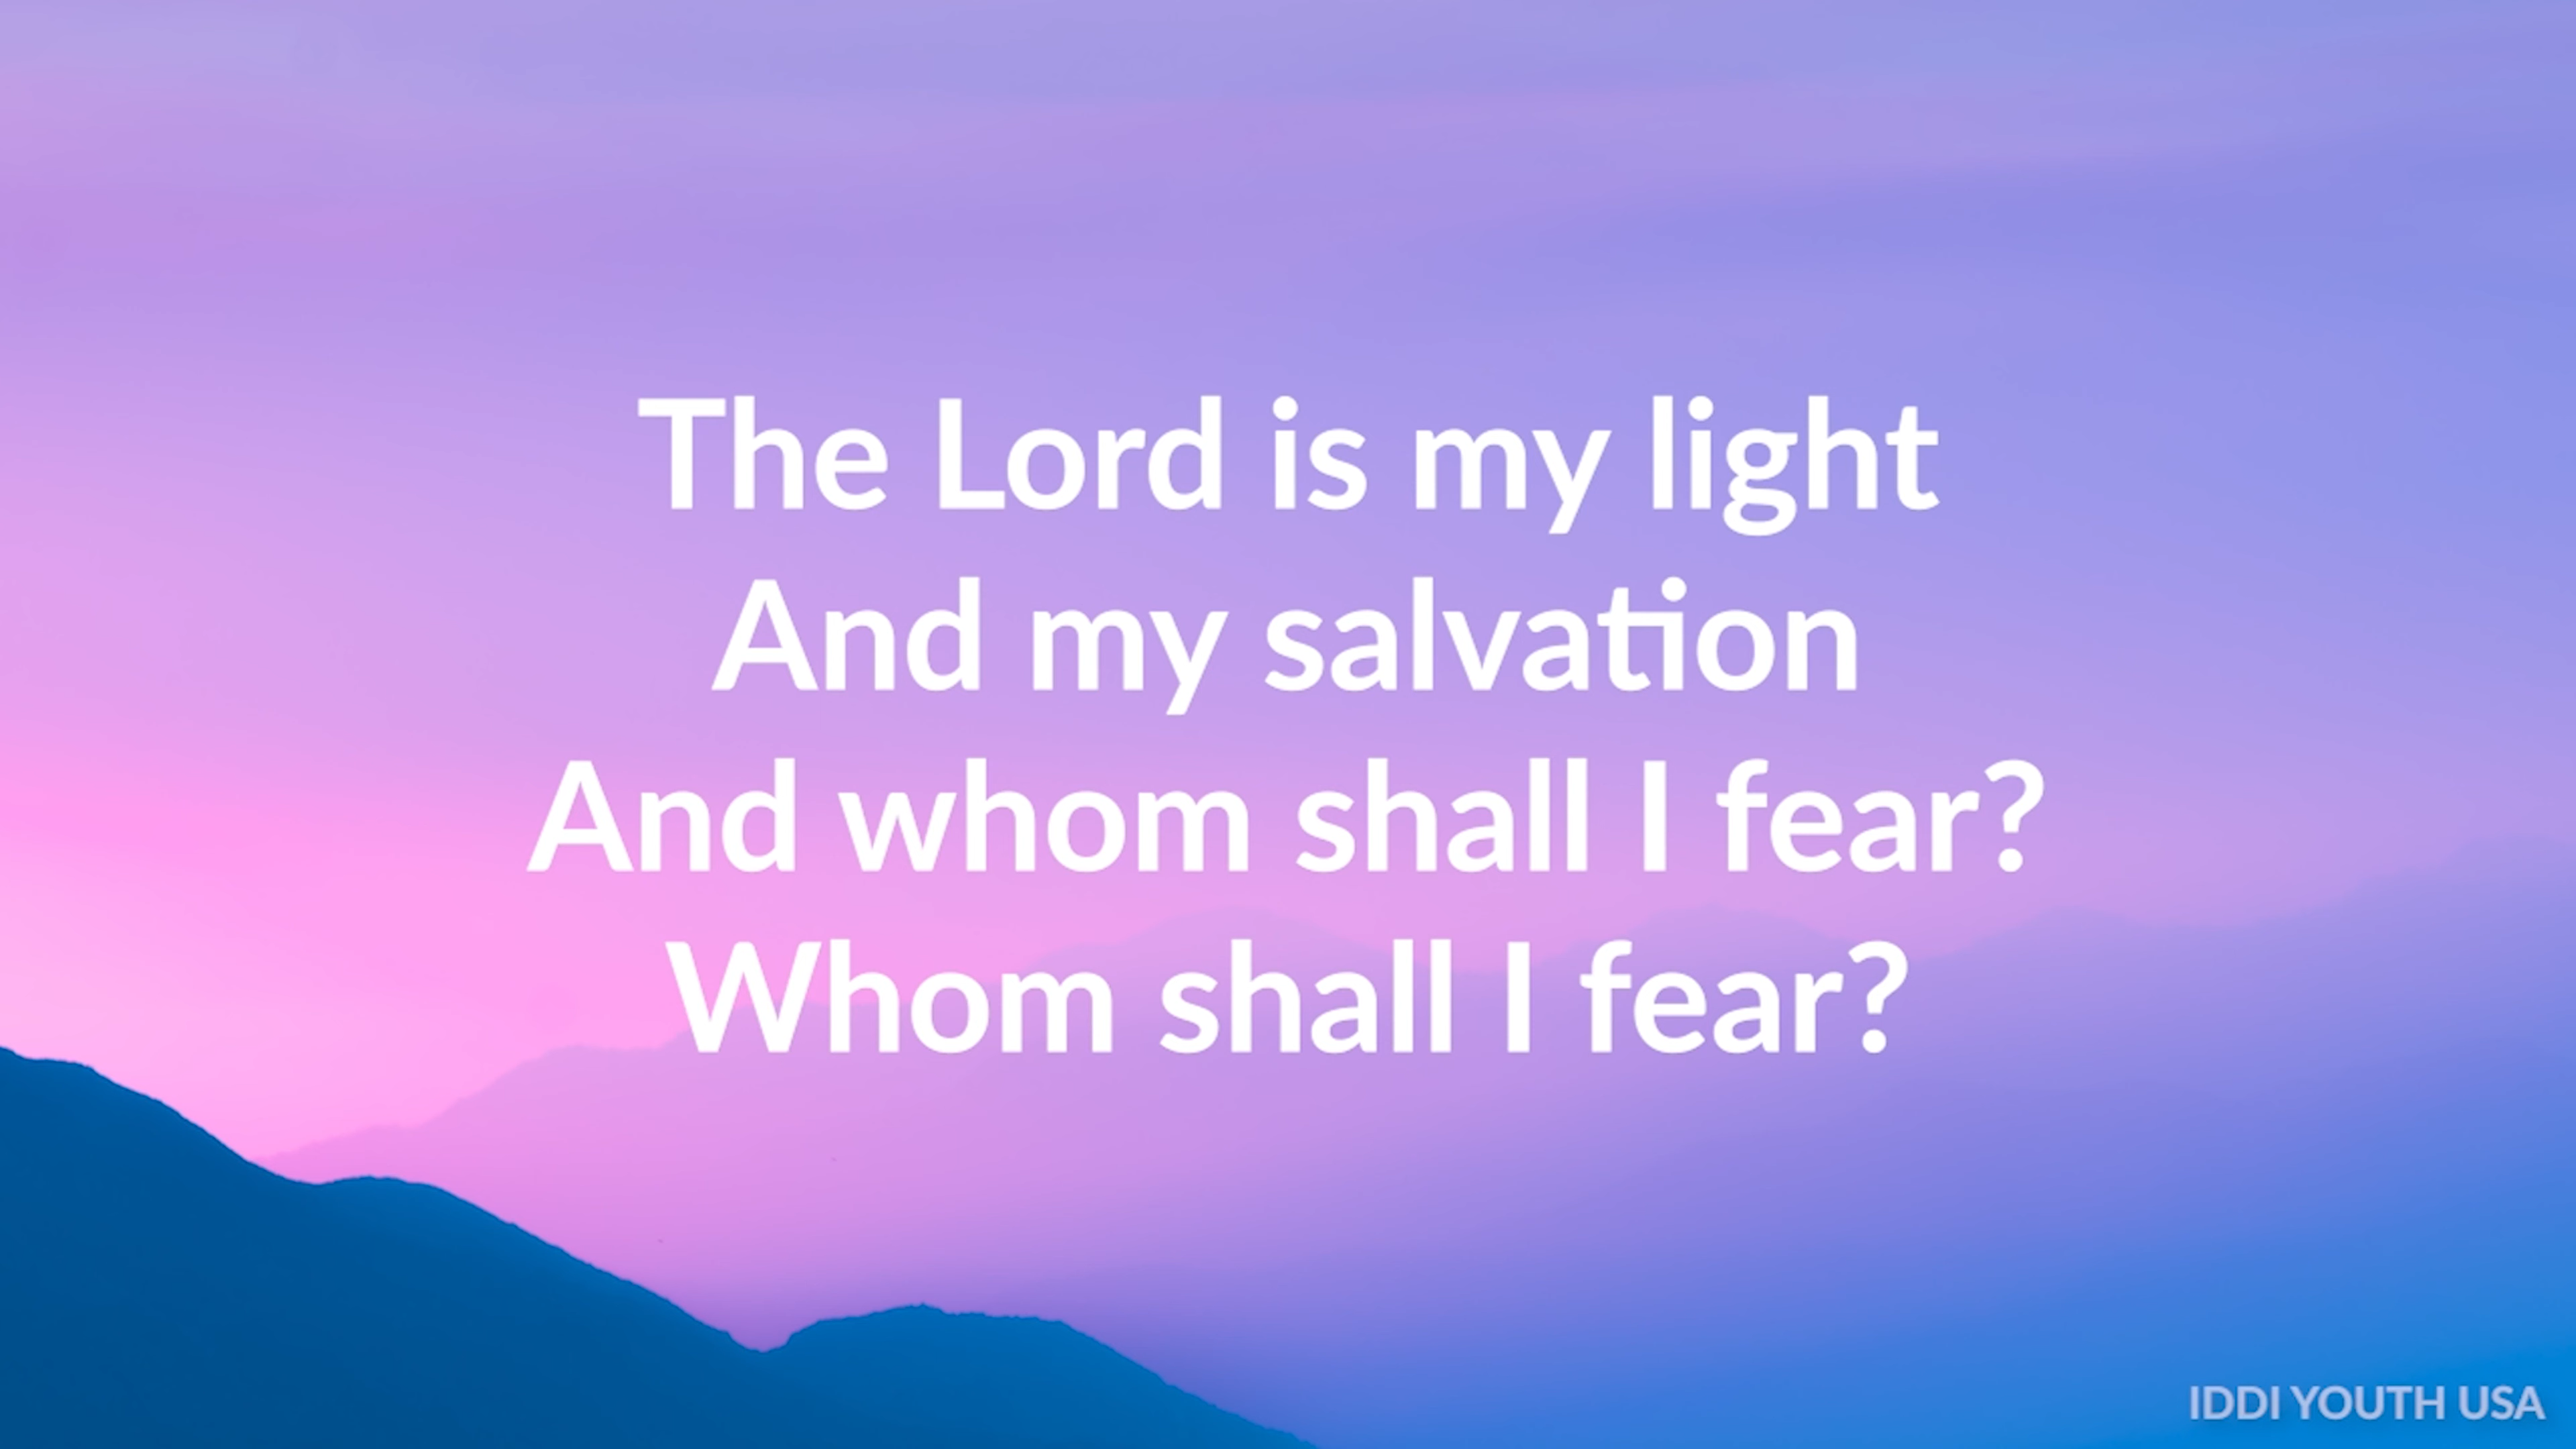 The Lord is my light
And my salvation
And whom shall I fear?
Whom shall I fear?
IDDI YOUTH USA